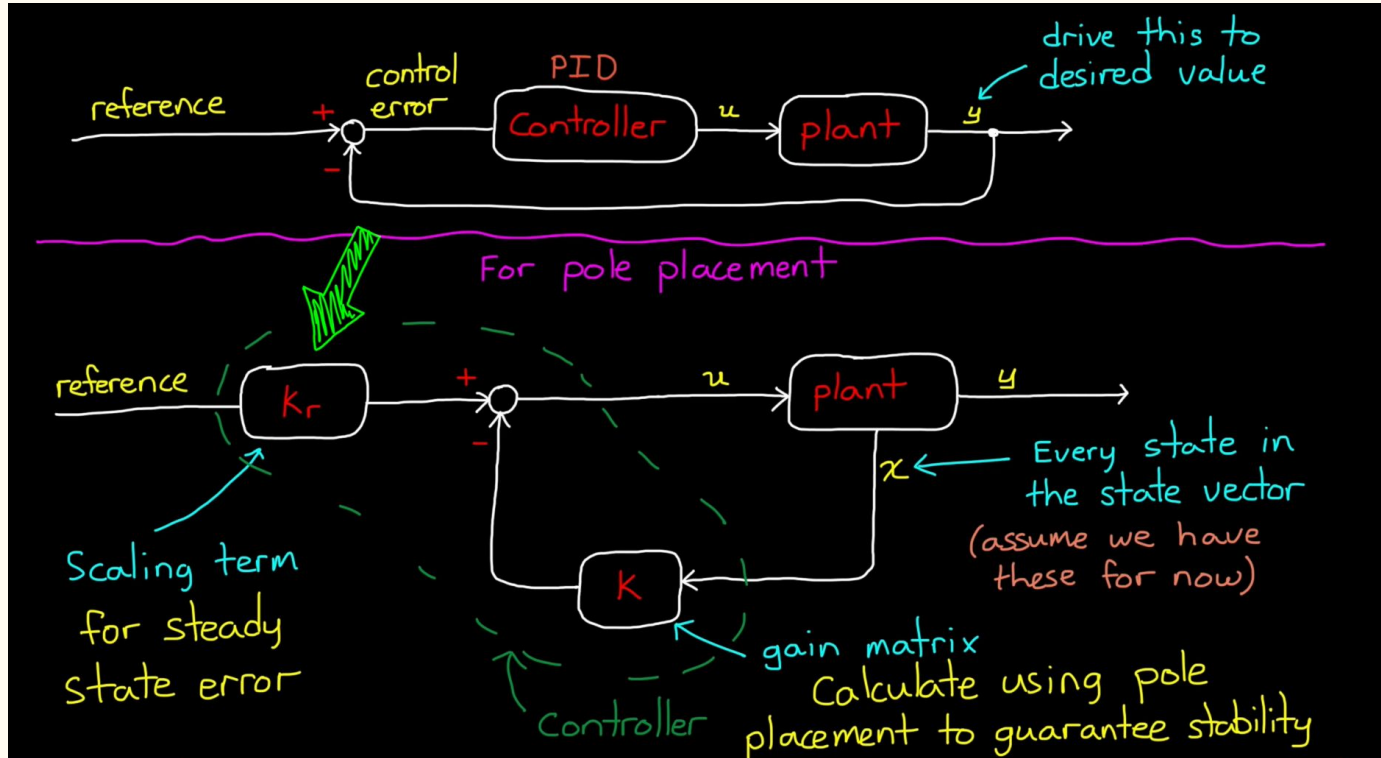 drive this to
desired value
PID
control
error
reference
+
Controller
u
plant
y
-
For pole placement
reference
Kr
+
u
plant
y
-
x
Every state in
the state vector
(assume we have
these for now)
Scaling term
for steady
state error
K
gain matrix
Calculate using pole
placement to guarantee stability
Controller